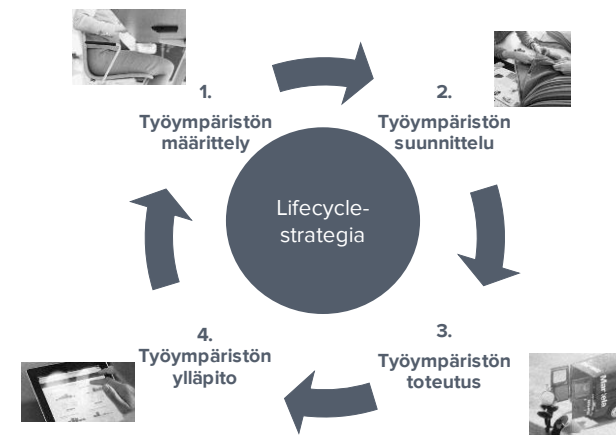 1.
Työympäristön
määrittely
2.
Työympäristön
suunnittelu
Lifecycle-
strategia
3.
Työympäristön
toteutus
4.
Työympäristön
ylläpito